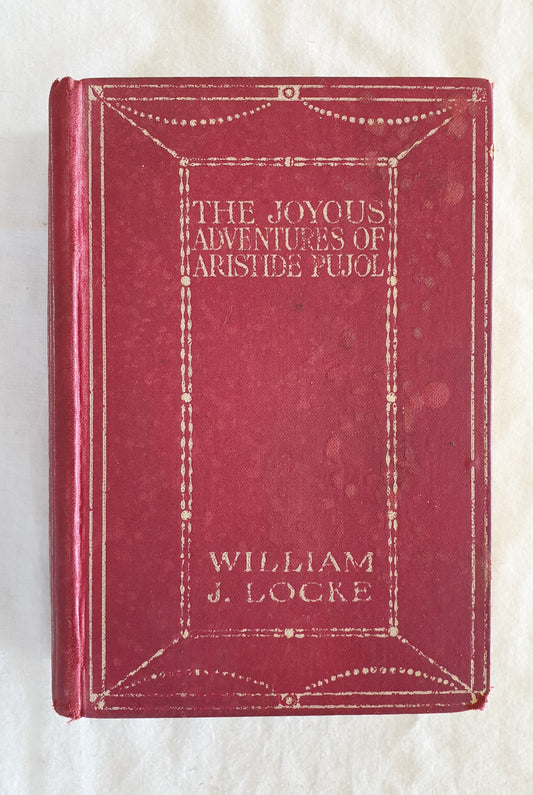 THE JOYOUS
ADVENTURES OF
ARISTIDE PUJOL
WILLIAM
J. LOCKE